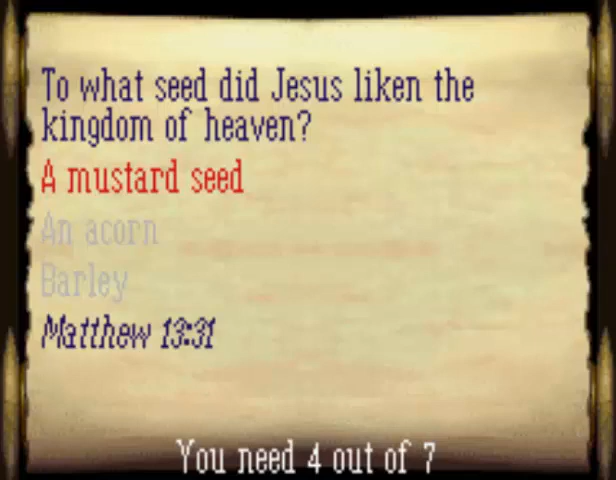 To what seed did Jesus liken the
kingdom of heaven?
A mustard seed
An acorn
Barley
Matthew 13:31
You need 4 out of 7